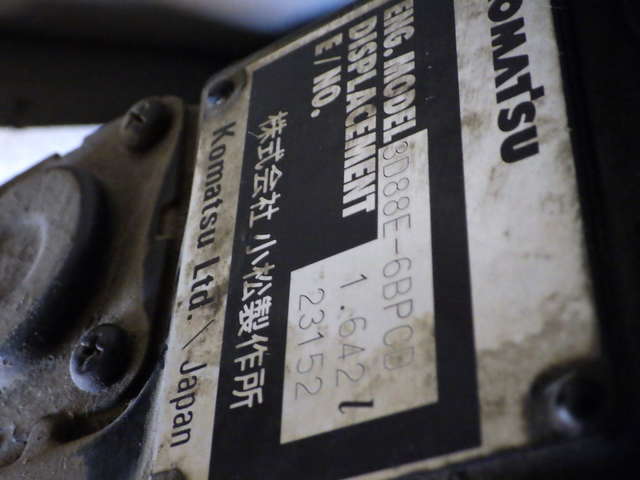 KOMATSU
ENG. MODEL 3D88E-6BPCD
DISPLACEMENT 1.642 l
E/NO. 23152
株式会社 小松製作所
Komatsu Ltd. \ Japan